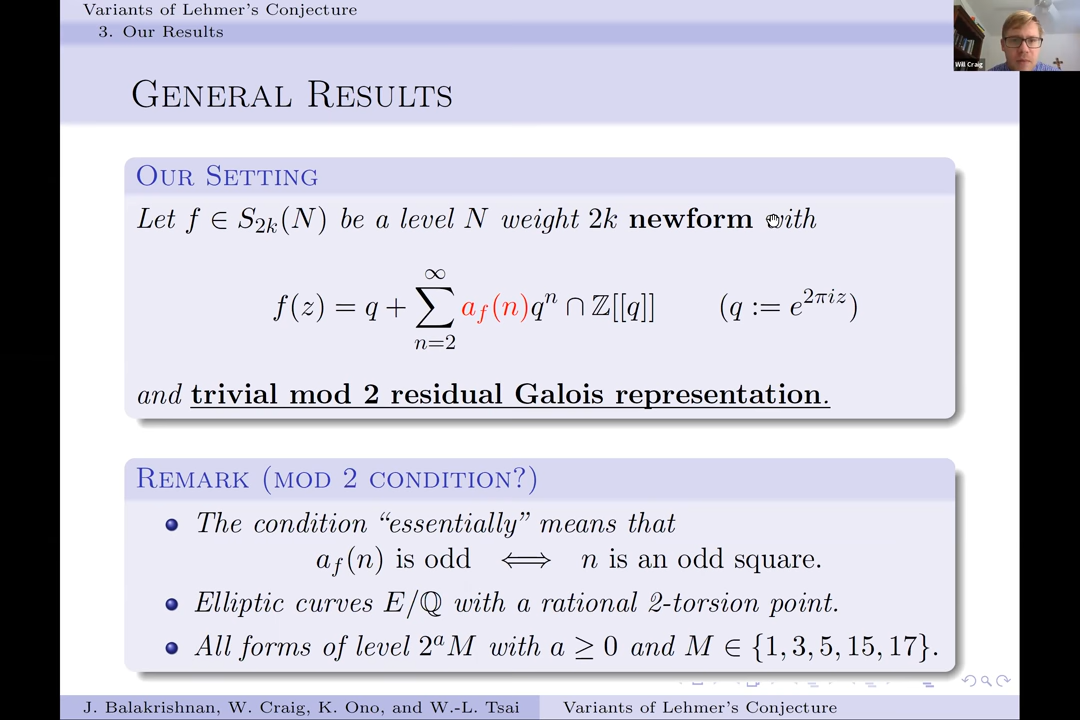 Variants of Lehmer's Conjecture
3. Our Results
Will Craig
General Results
Our Setting
Let f ∈ S_{2k}(N) be a level N weight 2k newform with
f(z) = q + ∑_{n=2}^{∞} a_f(n)q^n ∩ ℤ[[q]] (q := e^{2πiz})
and trivial mod 2 residual Galois representation.
Remark (mod 2 condition?)
The condition “essentially” means that
a_f(n) is odd ⟺ n is an odd square.
Elliptic curves E/ℚ with a rational 2-torsion point.
All forms of level 2^a M with a ≥ 0 and M ∈ {1, 3, 5, 15, 17}.
J. Balakrishnan, W. Craig, K. Ono, and W.-L. Tsai Variants of Lehmer's Conjecture